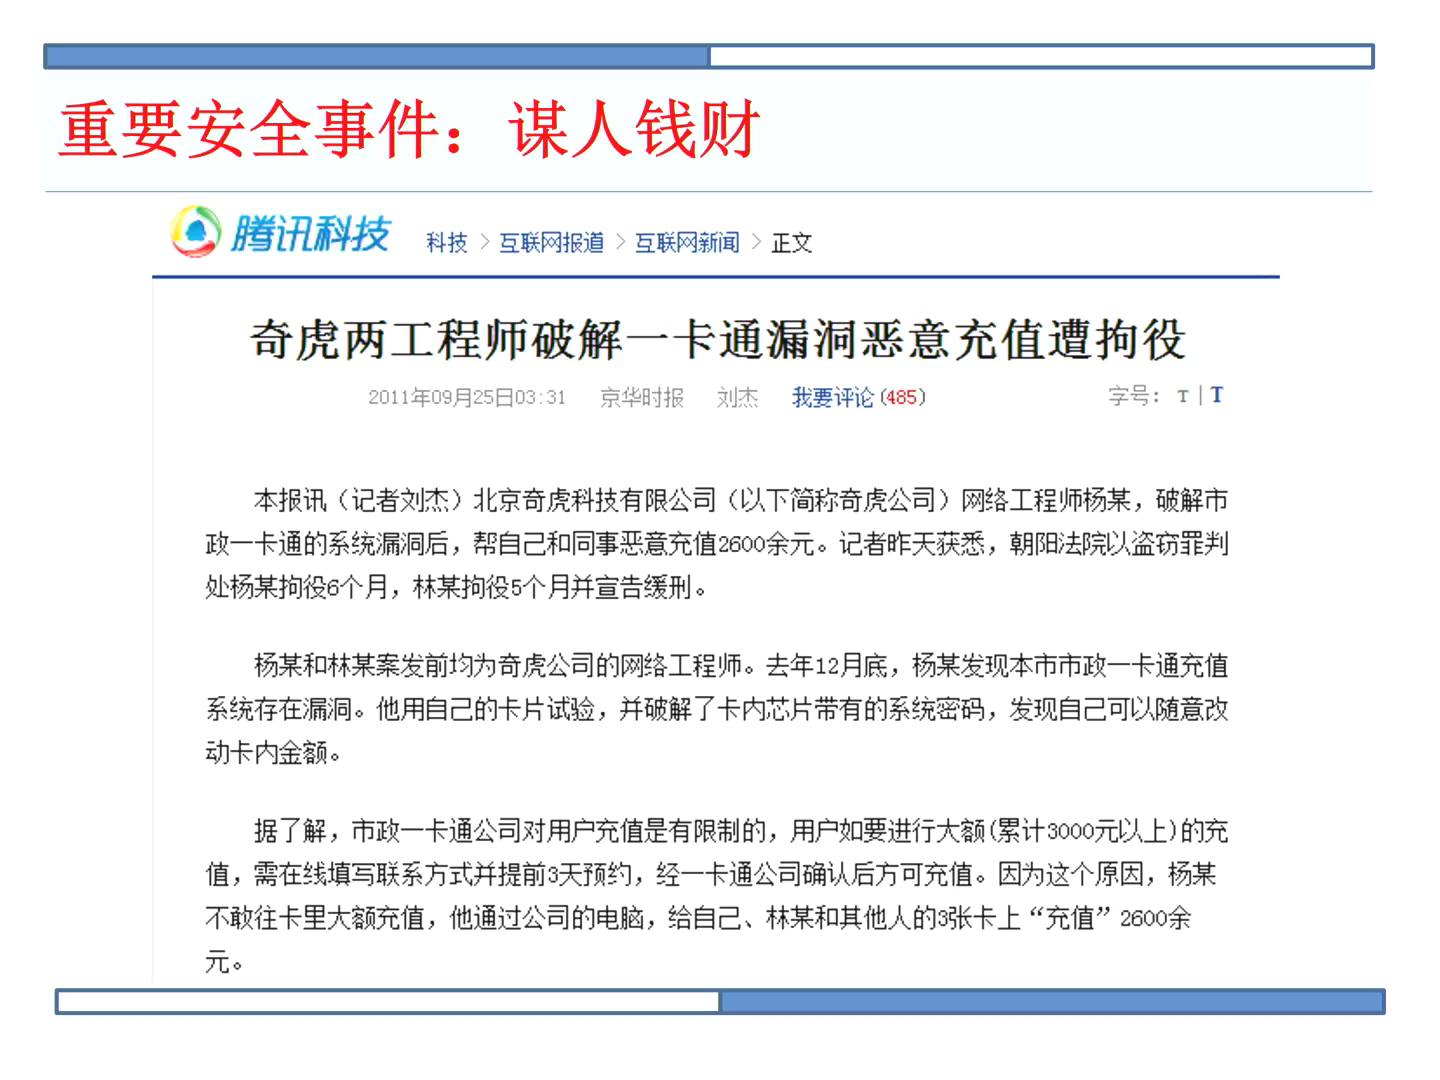 重要安全事件：谋人钱财
腾讯科技 科技 > 互联网报道 > 互联网新闻 > 正文
奇虎两工程师破解一卡通漏洞恶意充值遭拘役
2011年09月25日03:31 京华时报 刘杰 我要评论(485) 字号：T|T
本报讯（记者刘杰）北京奇虎科技有限公司（以下简称奇虎公司）网络工程师杨某，破解市
政一卡通的系统漏洞后，帮自己和同事恶意充值2600余元。记者昨天获悉，朝阳法院以盗窃罪判
处杨某拘役6个月，林某拘役5个月并宣告缓刑。
杨某和林某案发前均为奇虎公司的网络工程师。去年12月底，杨某发现本市市政一卡通充值
系统存在漏洞。他用自己的卡片试验，并破解了卡内芯片带有的系统密码，发现自己可以随意改
动卡内金额。
据了解，市政一卡通公司对用户充值是有限制的，用户如要进行大额(累计3000元以上)的充
值，需在线填写联系方式并提前3天预约，经一卡通公司确认后方可充值。因为这个原因，杨某
不敢往卡里大额充值，他通过公司的电脑，给自己、林某和其他人的3张卡上“充值”2600余
元。